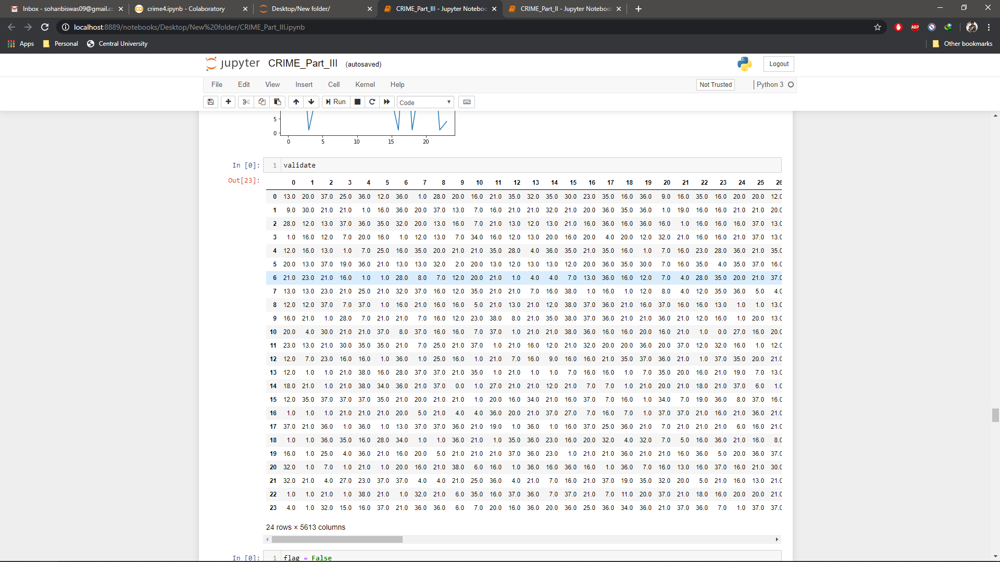 Inbox - sohanbiswas09@gmail.co
crime4.ipynb - Colaboratory
Desktop/New folder/
CRIME_Part_III - Jupyter Noteboo
CRIME_Part_II - Jupyter Noteboo
localhost:8889/notebooks/Desktop/New%20folder/CRIME_Part_III.ipynb
ABP
Apps Personal Central University Other bookmarks
jupyter CRIME_Part_III (autosaved) Logout
File Edit View Insert Cell Kernel Help Not Trusted Python 3
Run Code
5
0
0 5 10 15 20
In [0]: 1 validate
Out[23]:
0 1 2 3 4 5 6 7 8 9 10 11 12 13 14 15 16 17 18 19 20 21 22 23 24 25 26
0 13.0 20.0 37.0 25.0 36.0 12.0 36.0 1.0 28.0 20.0 16.0 21.0 35.0 32.0 35.0 30.0 23.0 35.0 16.0 36.0 9.0 16.0 35.0 16.0 20.0 20.0 12.0
1 9.0 30.0 21.0 21.0 1.0 16.0 36.0 20.0 37.0 13.0 7.0 16.0 21.0 21.0 32.0 21.0 20.0 36.0 35.0 36.0 1.0 19.0 16.0 16.0 21.0 21.0 20.0
2 28.0 12.0 13.0 37.0 36.0 35.0 32.0 20.0 13.0 16.0 7.0 21.0 13.0 12.0 13.0 21.0 16.0 36.0 16.0 36.0 16.0 1.0 16.0 16.0 16.0 37.0 13.0
3 1.0 16.0 12.0 7.0 20.0 16.0 1.0 12.0 13.0 7.0 34.0 16.0 12.0 13.0 20.0 16.0 20.0 4.0 20.0 12.0 32.0 21.0 16.0 16.0 21.0 37.0 13.0
4 12.0 16.0 13.0 1.0 7.0 25.0 16.0 35.0 20.0 21.0 21.0 35.0 28.0 4.0 36.0 35.0 21.0 35.0 16.0 1.0 7.0 16.0 23.0 28.0 36.0 21.0 35.0
5 20.0 13.0 37.0 19.0 36.0 21.0 13.0 13.0 32.0 2.0 20.0 13.0 12.0 13.0 13.0 12.0 20.0 36.0 35.0 30.0 7.0 16.0 35.0 4.0 35.0 37.0 16.0
6 21.0 23.0 21.0 16.0 1.0 1.0 28.0 8.0 7.0 12.0 20.0 21.0 1.0 4.0 4.0 7.0 13.0 36.0 16.0 12.0 7.0 4.0 28.0 35.0 20.0 21.0 37.0
7 13.0 13.0 23.0 21.0 25.0 21.0 32.0 37.0 16.0 12.0 35.0 21.0 21.0 7.0 16.0 38.0 1.0 16.0 1.0 12.0 8.0 4.0 12.0 35.0 36.0 5.0 4.0
8 12.0 12.0 37.0 7.0 37.0 1.0 16.0 21.0 16.0 16.0 5.0 21.0 13.0 21.0 12.0 38.0 37.0 36.0 21.0 16.0 37.0 16.0 16.0 13.0 1.0 1.0 13.0
9 16.0 21.0 1.0 28.0 7.0 21.0 21.0 7.0 16.0 12.0 23.0 38.0 8.0 21.0 35.0 38.0 37.0 36.0 21.0 21.0 36.0 21.0 12.0 16.0 1.0 20.0 13.0
10 20.0 4.0 30.0 21.0 21.0 37.0 8.0 37.0 16.0 16.0 7.0 37.0 1.0 21.0 21.0 38.0 36.0 16.0 16.0 20.0 16.0 21.0 1.0 0.0 27.0 16.0 20.0
11 23.0 13.0 21.0 30.0 35.0 35.0 21.0 7.0 25.0 21.0 37.0 1.0 21.0 16.0 12.0 21.0 32.0 20.0 20.0 36.0 20.0 37.0 12.0 32.0 16.0 1.0 12.0
12 12.0 7.0 23.0 16.0 16.0 1.0 36.0 1.0 25.0 16.0 1.0 21.0 7.0 16.0 9.0 16.0 16.0 21.0 35.0 37.0 36.0 21.0 1.0 37.0 35.0 20.0 21.0
13 12.0 1.0 1.0 21.0 38.0 16.0 28.0 37.0 37.0 21.0 35.0 1.0 21.0 1.0 1.0 7.0 16.0 16.0 1.0 7.0 35.0 20.0 16.0 21.0 19.0 7.0 13.0
14 18.0 21.0 1.0 21.0 38.0 34.0 36.0 21.0 37.0 0.0 1.0 27.0 21.0 21.0 12.0 21.0 7.0 7.0 1.0 21.0 20.0 21.0 18.0 21.0 37.0 6.0 1.0
15 12.0 35.0 37.0 37.0 37.0 35.0 21.0 20.0 21.0 21.0 1.0 20.0 16.0 34.0 21.0 16.0 37.0 7.0 16.0 1.0 34.0 7.0 19.0 36.0 8.0 37.0 16.0
16 1.0 1.0 1.0 21.0 21.0 21.0 20.0 5.0 21.0 4.0 4.0 36.0 20.0 21.0 37.0 27.0 7.0 16.0 7.0 1.0 37.0 37.0 21.0 16.0 21.0 36.0 21.0
17 37.0 21.0 36.0 1.0 36.0 1.0 13.0 37.0 37.0 36.0 21.0 19.0 1.0 36.0 1.0 16.0 37.0 25.0 36.0 21.0 7.0 21.0 21.0 21.0 6.0 16.0 21.0
18 1.0 1.0 36.0 35.0 16.0 28.0 34.0 1.0 1.0 36.0 21.0 1.0 35.0 36.0 23.0 16.0 20.0 32.0 4.0 32.0 7.0 5.0 16.0 36.0 21.0 16.0 8.0
19 16.0 1.0 25.0 4.0 36.0 21.0 16.0 20.0 5.0 21.0 21.0 21.0 37.0 36.0 23.0 1.0 21.0 21.0 36.0 21.0 21.0 16.0 36.0 5.0 20.0 36.0 37.0
20 32.0 1.0 7.0 1.0 21.0 1.0 20.0 16.0 21.0 38.0 6.0 16.0 1.0 36.0 16.0 36.0 16.0 1.0 36.0 7.0 16.0 13.0 16.0 37.0 16.0 21.0 30.0
21 32.0 21.0 4.0 27.0 23.0 37.0 37.0 4.0 4.0 21.0 25.0 36.0 4.0 21.0 7.0 16.0 21.0 37.0 19.0 35.0 32.0 20.0 5.0 21.0 16.0 13.0 21.0
22 1.0 1.0 21.0 1.0 38.0 21.0 1.0 32.0 21.0 6.0 35.0 16.0 37.0 36.0 7.0 37.0 21.0 7.0 11.0 20.0 37.0 21.0 18.0 16.0 20.0 20.0 21.0
23 4.0 1.0 32.0 15.0 16.0 37.0 21.0 36.0 36.0 6.0 7.0 20.0 16.0 36.0 20.0 36.0 25.0 36.0 34.0 36.0 21.0 37.0 36.0 7.0 1.0 37.0 37.0
24 rows × 5613 columns
In [0]: 1 flag = False